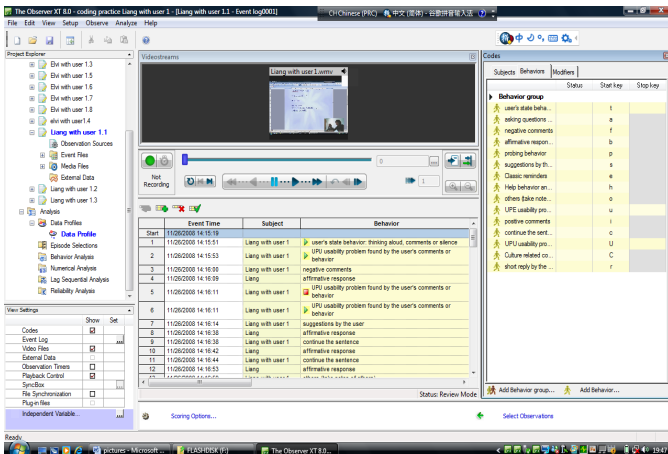 The Observer XT 8.0 - coding practice Liang with user 1.1 - [Liang with user 1.1 - Event log0001]
CH Chinese (PRC) 中文 (简体) - 谷歌拼音输入法
File Edit View Setup Observe Analyze Help
中
Project Explorer
Elvi with user 1.3
Elvi with user 1.5
Elvi with user 1.6
Elvi with user 1.7
Elvi with user 1.8
elvi with user1.4
Liang with user 1.1
Observation Sources
Event Files
Media Files
External Data
Liang with user 1.2
Liang with user 1.3
Analysis
Data Profiles
Data Profile
Episode Selections
Behavior Analysis
Numerical Analysis
Lag Sequential Analysis
Reliability Analysis
View Settings
Show Set
Codes
Event Log
Video Files
External Data
Observation Timers
Playback Control
SyncBox
File Synchronization
Plug-in files
Independent Variable...
Videostreams
Liang with user 1.wmv
Not Recording
0
1
Event Time Subject Behavior
Start 11/26/2008 14:15:19
1 11/26/2008 14:15:51 Liang with user 1 user's state behavior: thinking aloud, comments or silence
2 11/26/2008 14:15:53 Liang with user 1 UPU usability problem found by the user's comments or behavior
3 11/26/2008 14:16:00 Liang with user 1 negative comments
4 11/26/2008 14:16:09 Liang affirmative response
5 11/26/2008 14:16:11 Liang with user 1 UPU usability problem found by the user's comments or behavior
6 11/26/2008 14:16:11 Liang with user 1 UPU usability problem found by the user's comments or behavior
7 11/26/2008 14:16:14 Liang with user 1 suggestions by the user
8 11/26/2008 14:16:38 Liang affirmative response
9 11/26/2008 14:16:38 Liang with user 1 continue the sentence
10 11/26/2008 14:16:42 Liang affirmative response
11 11/26/2008 14:16:44 Liang with user 1 continue the sentence
12 11/26/2008 14:16:53 Liang affirmative response
Status: Review Mode
Scoring Options...
Select Observations
Codes
Subjects Behaviors Modifiers
Status Start key Stop key
Behavior group
user's state beha... t
asking questions ... a
negative comments f
affirmative respon... b
probing behavior p
suggestions by th... s
Classic reminders e
Help behavior an... h
others (take note... o
UPE usability pro... u
positive comments i
continue the sent... c
UPU usability pro... U
Culture related co... C
short reply by the ... r
Add Behavior group...
Add Behavior...
Ready
pictures - Microsoft ...
FLASHDISK (F:)
The Observer XT 8.0...
19:47